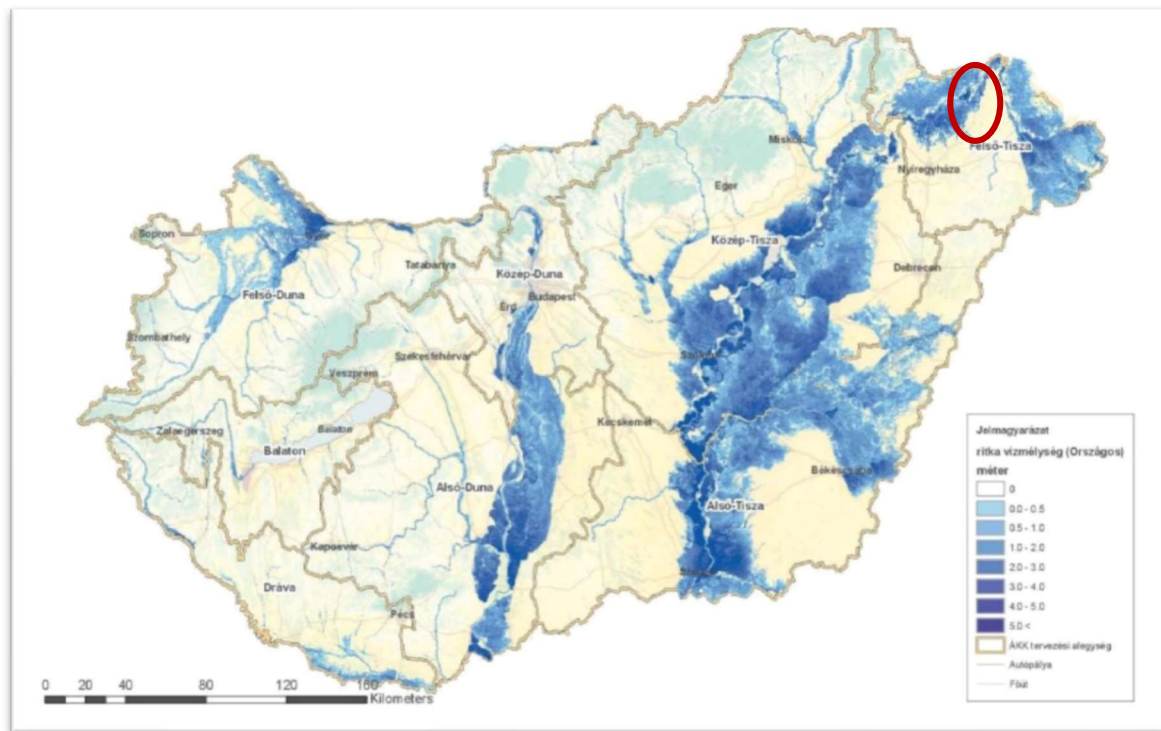 Miskolc
Felső-Tisza
Nyíregyháza
Eger
Sopron
Közép-Tisza
Tatabánya
Közép-Duna
Debrecen
Felső-Duna
Budapest
Érd
Szombathely
Székesfehérvár
Veszprém
Kecskemét
Zalaegerszeg
Balaton
Balaton
Békéscsaba
Alsó-Duna
Alsó-Tisza
Kaposvár
Dráva
Pécs
Jelmagyarázat
ritka vízmélység (Országos)
méter
0
0.0 - 0.5
0.5 - 1.0
1.0 - 2.0
2.0 - 3.0
3.0 - 4.0
4.0 - 5.0
5.0 <
ÁKK tervezési alegység
Autópálya
Főút
0 20 40 80 120 160
Kilometers